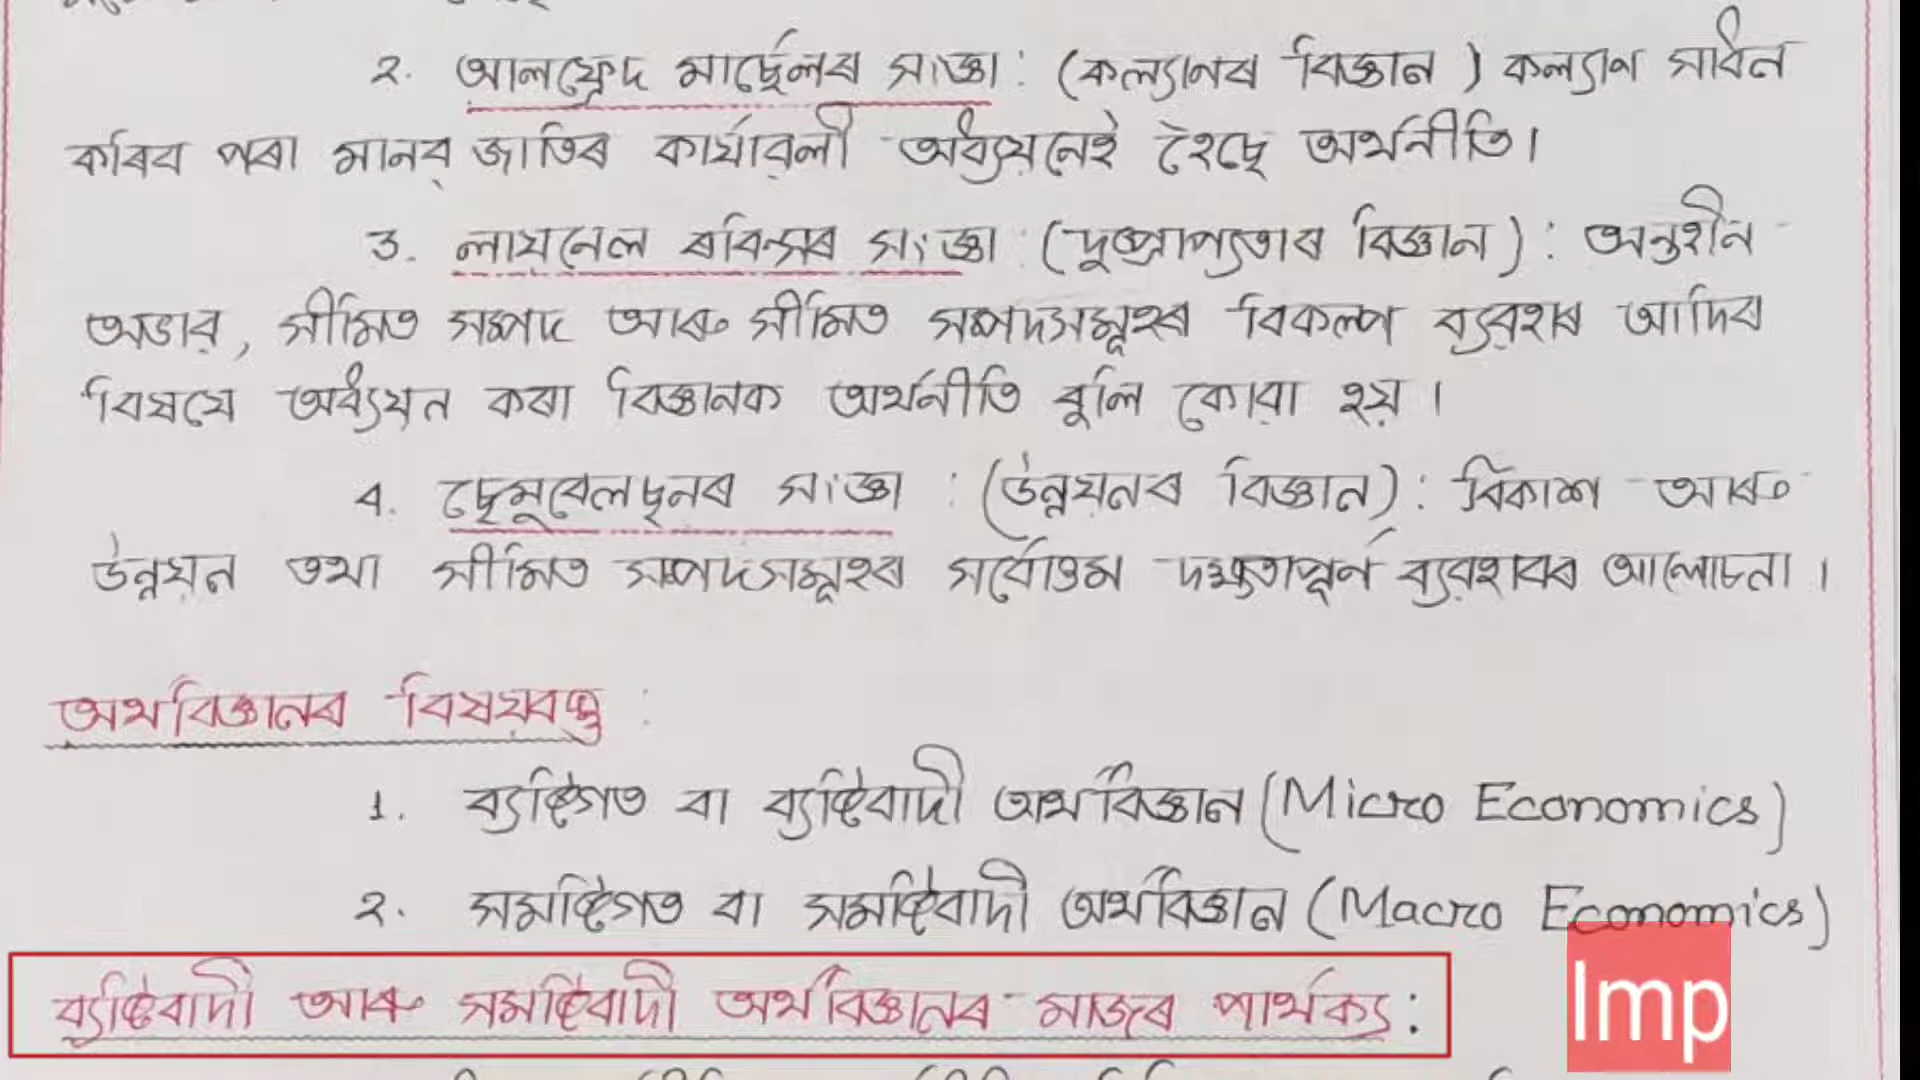 ২. আলফ্ৰেদ মাৰ্ছেলৰ সংজ্ঞা : (কল্যানৰ বিজ্ঞান ) কল্যাণ সাধন
কৰিব পৰা মানৱ জাতিৰ কাৰ্যাৱলী অধ্যয়নেই হৈছে অৰ্থনীতি।
3. লায়নেল ৰবিন্সৰ সংজ্ঞা : (দুষ্প্ৰাপ্যতাৰ বিজ্ঞান) : অন্তহীন
অভাৱ, সীমিত সম্পদ আৰু সীমিত সম্পদসমূহৰ বিকল্প ব্যৱহাৰ আদিৰ
বিষয়ে অধ্যয়ন কৰা বিজ্ঞানক অৰ্থনীতি বুলি কোৱা হয়।
৪. ছেমুৱেলছনৰ সংজ্ঞা : (উন্নয়নৰ বিজ্ঞান) : বিকাশ আৰু
উন্নয়ন তথা সীমিত সম্পদসমূহৰ সৰ্বোত্তম দক্ষতাপূৰ্ণ ব্যৱহাৰৰ আলোচনা।
অৰ্থবিজ্ঞানৰ বিষয়বস্তু :
1. ব্যষ্টিগত বা ব্যষ্টিবাদী অৰ্থবিজ্ঞান (Micro Economics)
২. সমষ্টিগত বা সমষ্টিবাদী অৰ্থবিজ্ঞান (Macro Economics)
ব্যষ্টিবাদী আৰু সমষ্টিবাদী অৰ্থবিজ্ঞানৰ মাজৰ পাৰ্থক্য :
Imp